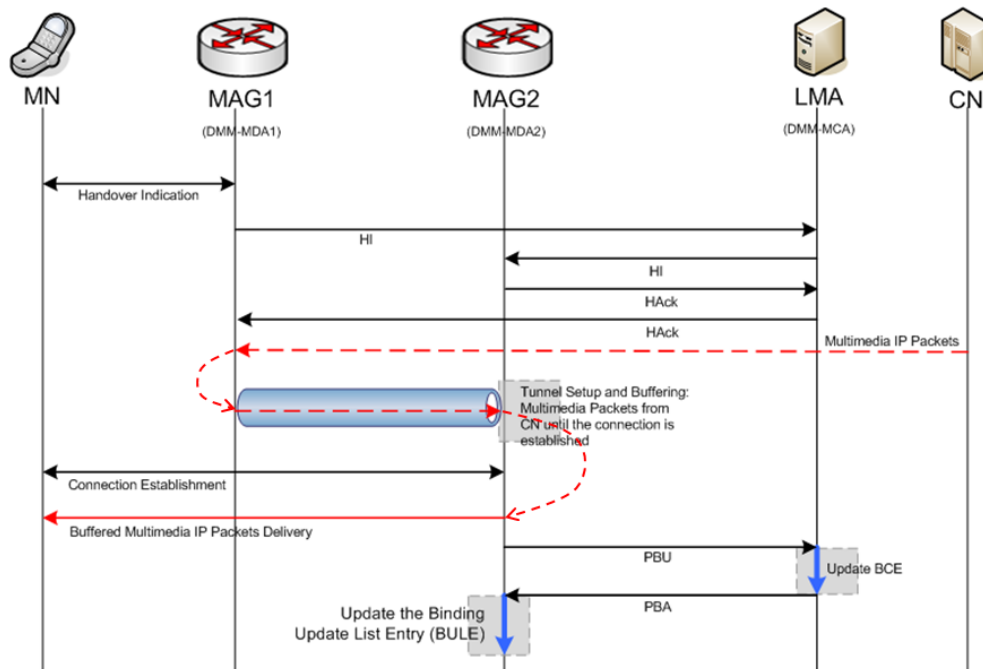 MN
MAG1
MAG2
LMA
CN
(DMM-MDA1)
(DMM-MDA2)
(DMM-MCA)
Handover Indication
HI
HI
HAck
HAck
Multimedia IP Packets
Tunnel Setup and Buffering:
Multimedia Packets from
CN until the connection is
established
Connection Establishment
Buffered Multimedia IP Packets Delivery
PBU
Update BCE
PBA
Update the Binding
Update List Entry (BULE)